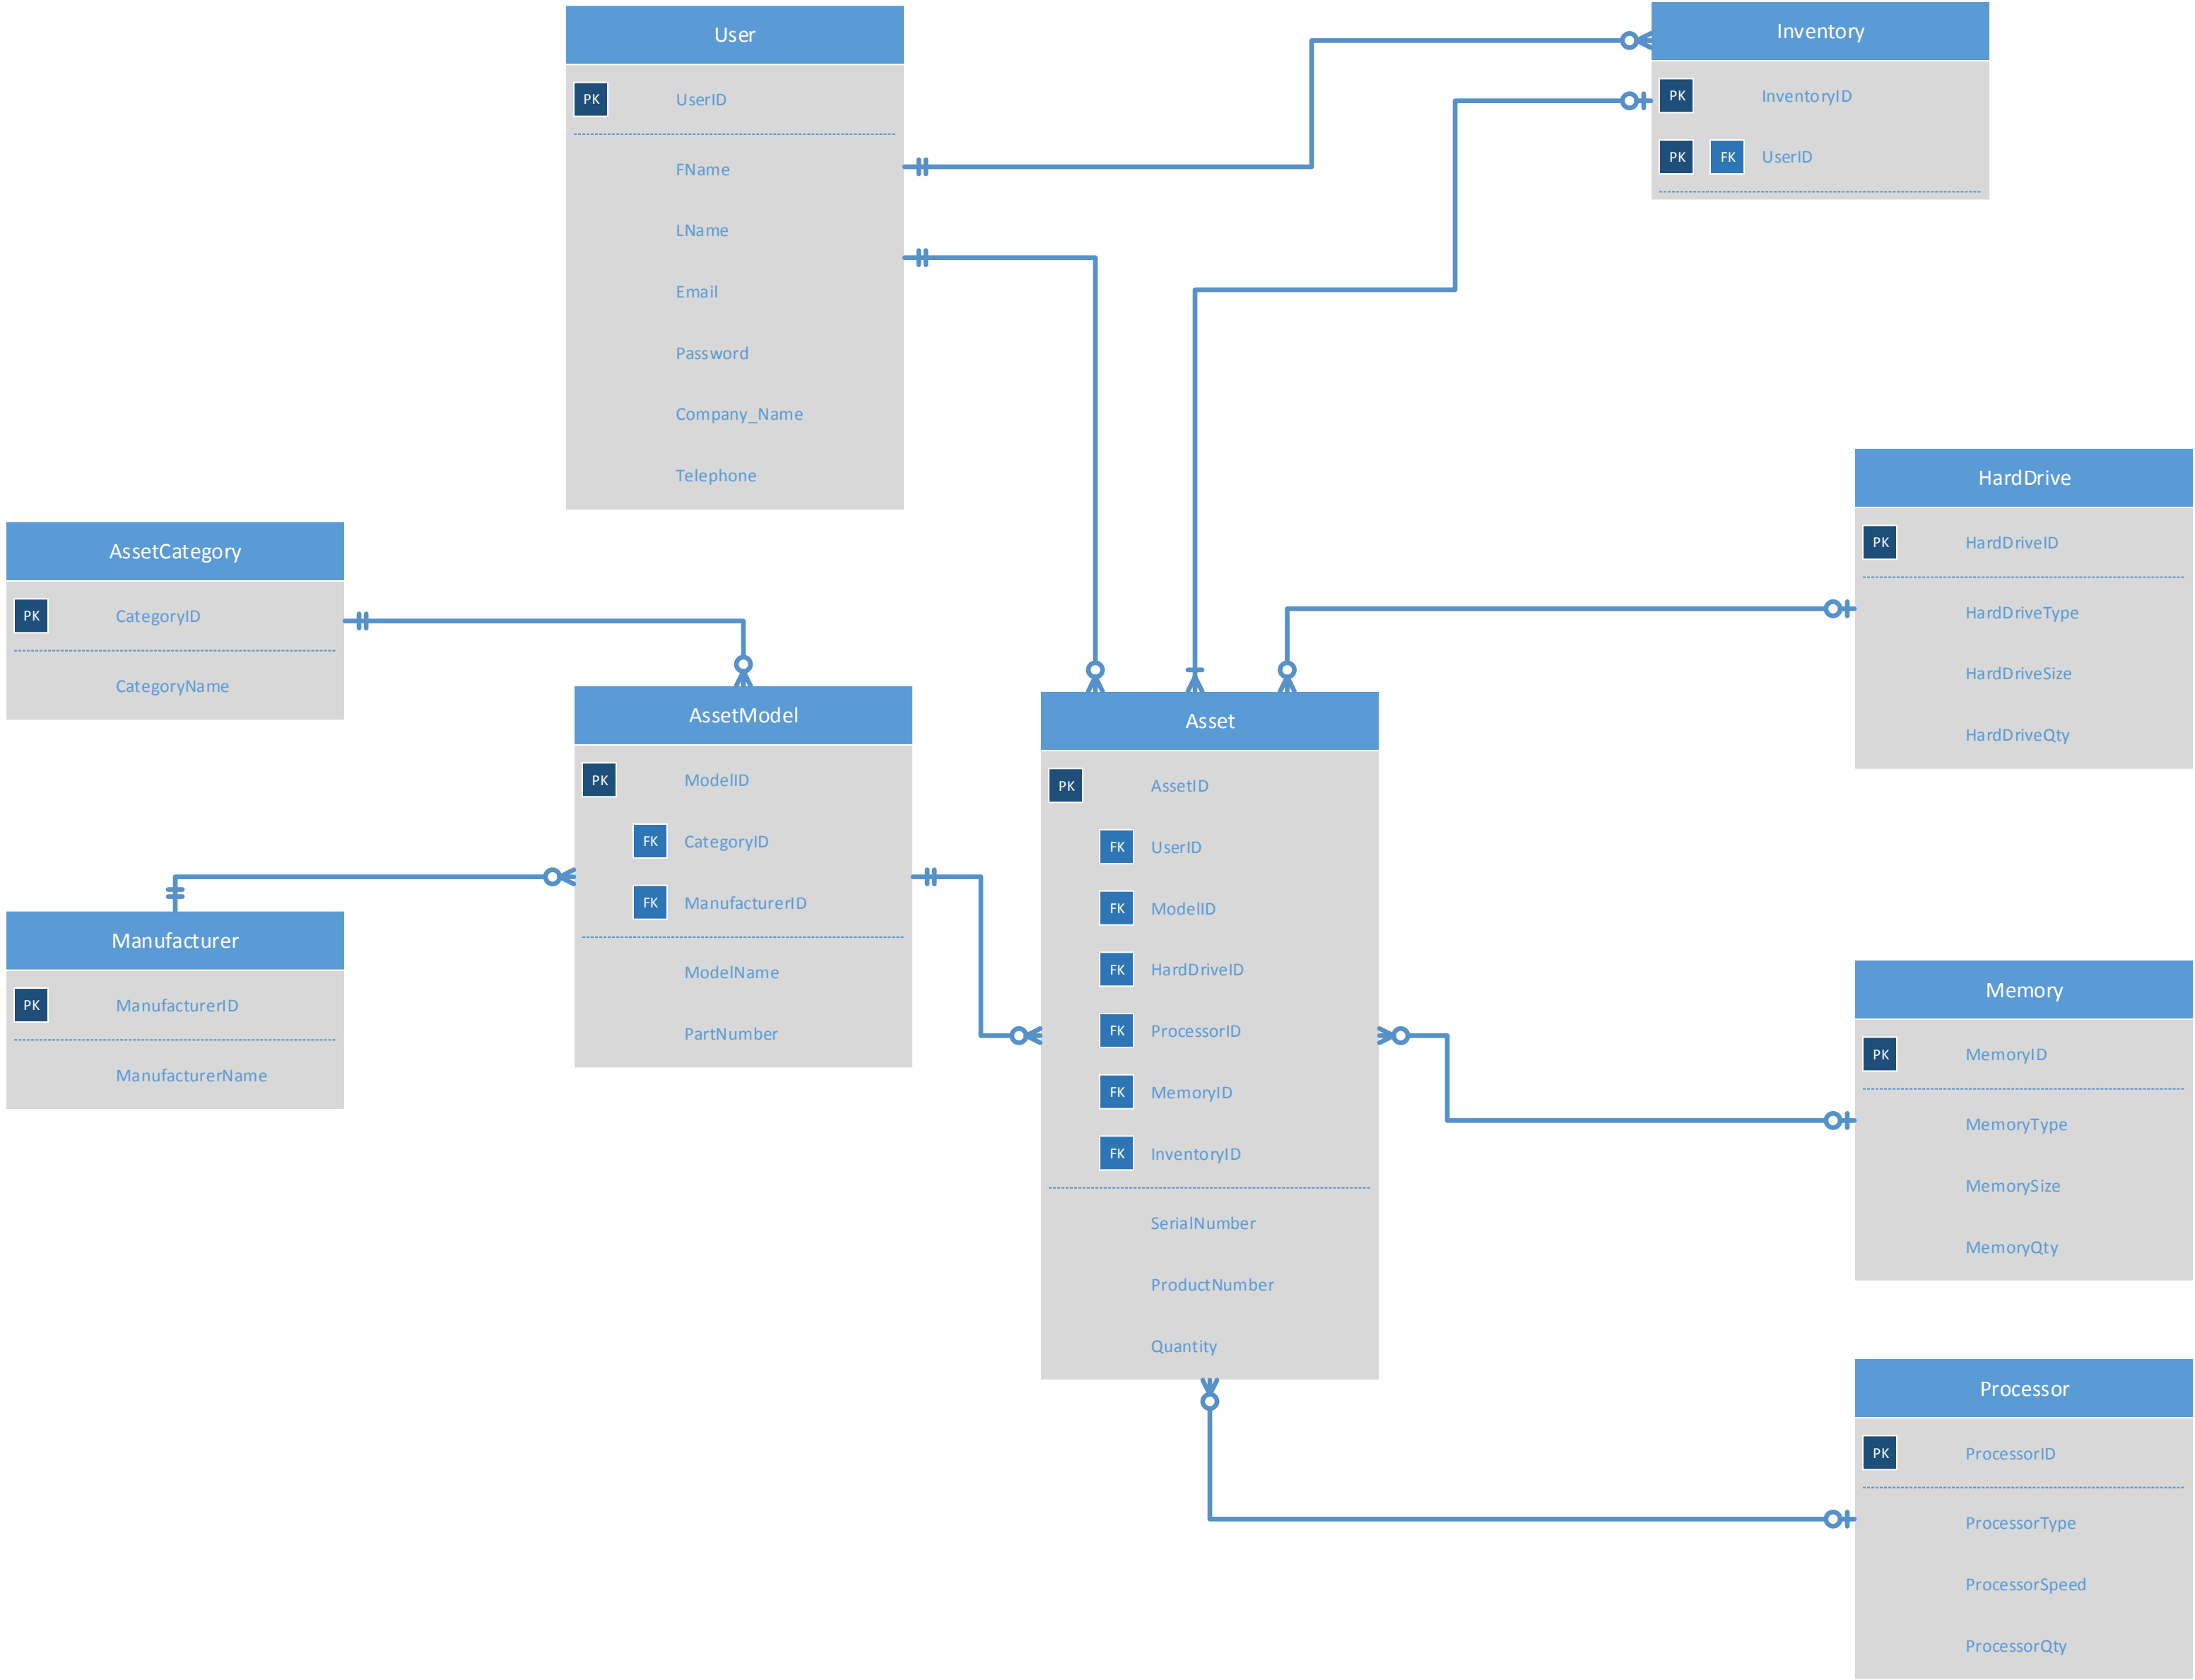 User
PK UserID
FName
LName
Email
Password
Company_Name
Telephone
Inventory
PK InventoryID
PK FK UserID
HardDrive
PK HardDriveID
HardDriveType
HardDriveSize
HardDriveQty
AssetCategory
PK CategoryID
CategoryName
AssetModel
PK ModelID
FK CategoryID
FK ManufacturerID
ModelName
PartNumber
Asset
PK AssetID
FK UserID
FK ModelID
FK HardDriveID
FK ProcessorID
FK MemoryID
FK InventoryID
SerialNumber
ProductNumber
Quantity
Manufacturer
PK ManufacturerID
ManufacturerName
Memory
PK MemoryID
MemoryType
MemorySize
MemoryQty
Processor
PK ProcessorID
ProcessorType
ProcessorSpeed
ProcessorQty